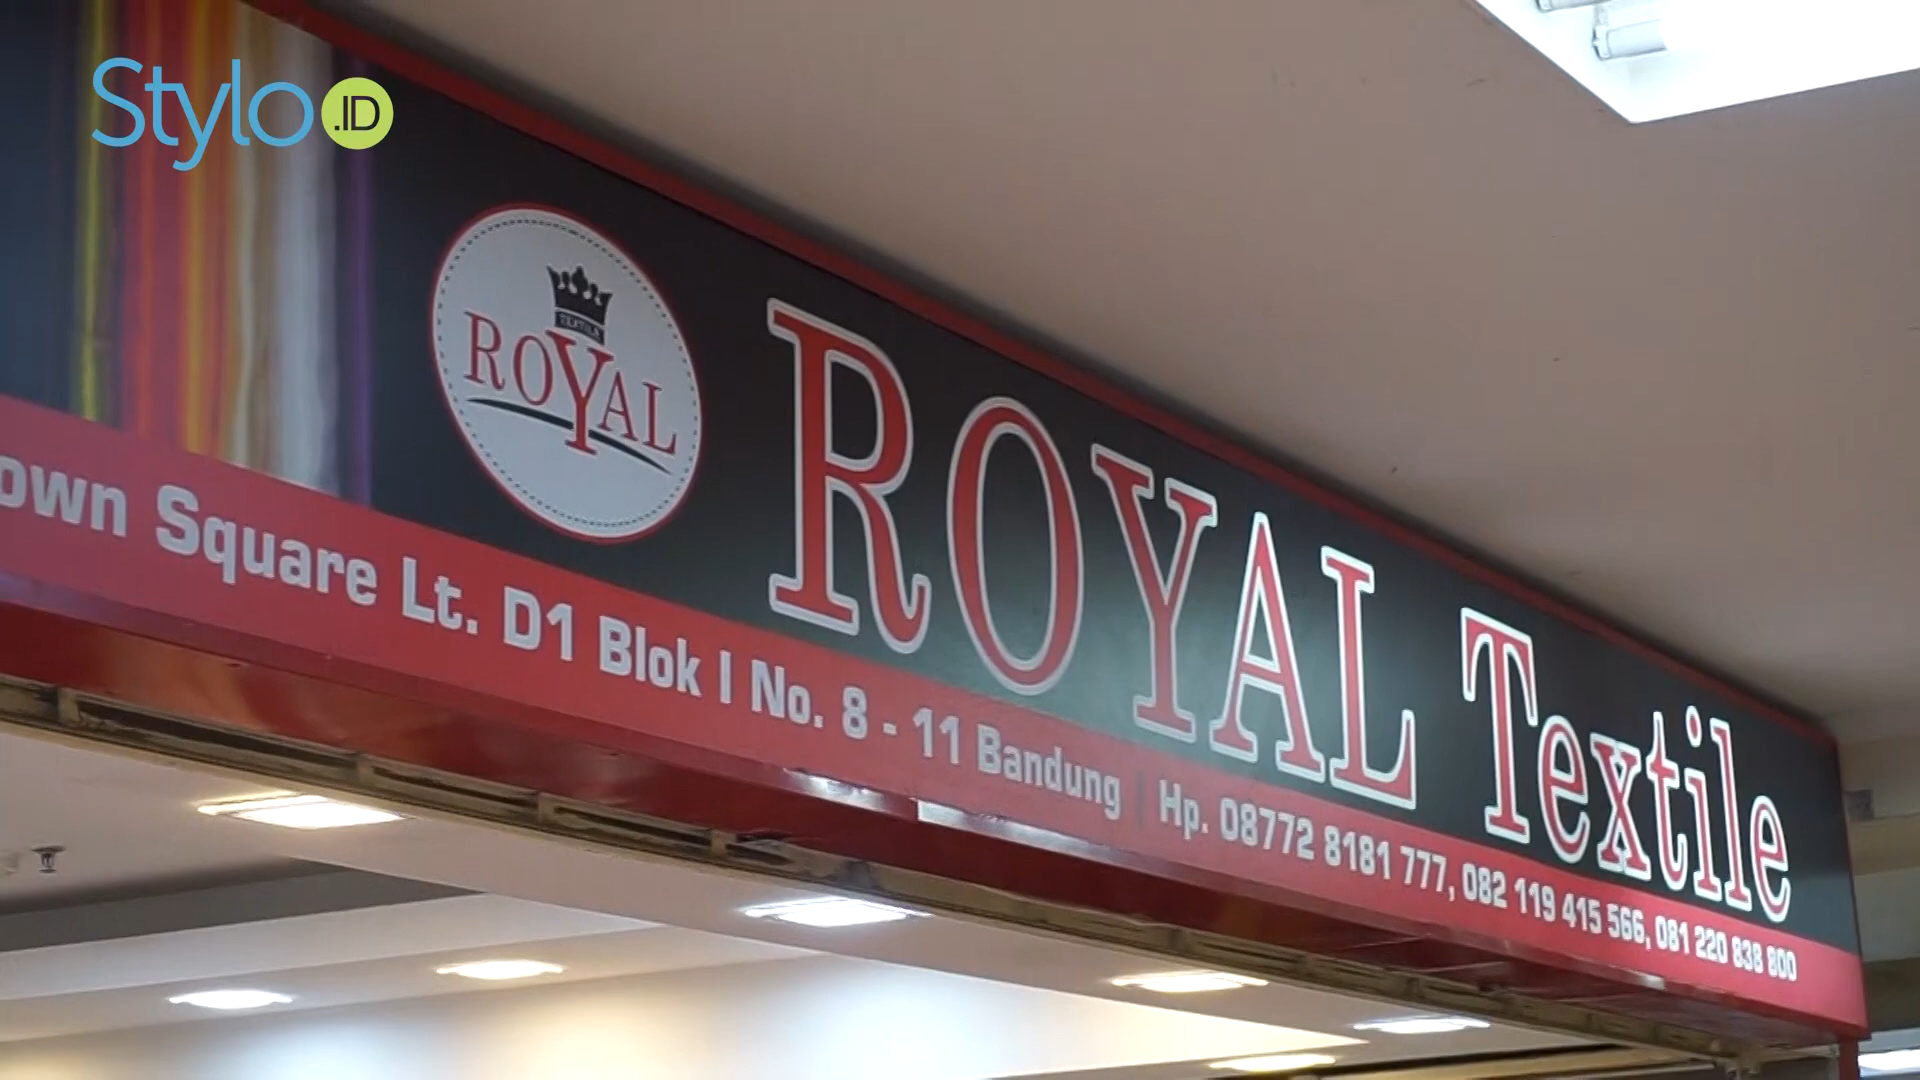 Stylo.ID
TEXTILE
ROYAL
ROYAL Textile
Square Lt. D1 Blok I No. 8 - 11 Bandung | Hp. 08772 8181 777, 082 119 415 566, 081 220 838 800